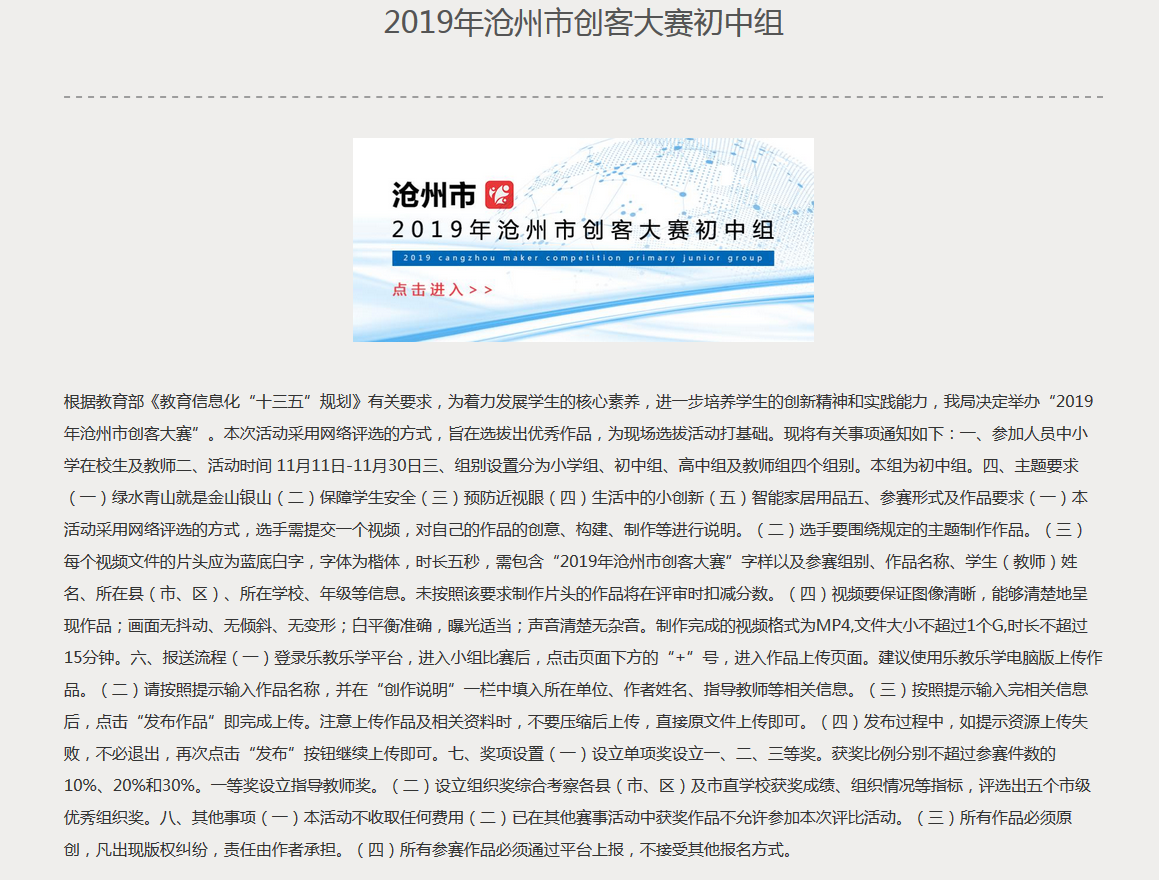 2019年沧州市创客大赛初中组
沧州市
2019年沧州市创客大赛初中组
2019 cangzhou maker competition primary junior group
点击进入>>
根据教育部《教育信息化“十三五”规划》有关要求，为着力发展学生的核心素养，进一步培养学生的创新精神和实践能力，我局决定举办“2019
年沧州市创客大赛”。本次活动采用网络评选的方式，旨在选拔出优秀作品，为现场选拔活动打基础。现将有关事项通知如下：一、参加人员中小
学在校生及教师二、活动时间 11月11日-11月30日三、组别设置分为小学组、初中组、高中组及教师组四个组别。本组为初中组。四、主题要求
（一）绿水青山就是金山银山（二）保障学生安全（三）预防近视眼（四）生活中的小创新（五）智能家居用品五、参赛形式及作品要求（一）本
活动采用网络评选的方式，选手需提交一个视频，对自己的作品的创意、构建、制作等进行说明。（二）选手要围绕规定的主题制作作品。（三）
每个视频文件的片头应为蓝底白字，字体为楷体，时长五秒，需包含“2019年沧州市创客大赛”字样以及参赛组别、作品名称、学生（教师）姓
名、所在县（市、区）、所在学校、年级等信息。未按照该要求制作片头的作品将在评审时扣减分数。（四）视频要保证图像清晰，能够清楚地呈
现作品；画面无抖动、无倾斜、无变形；白平衡准确，曝光适当；声音清楚无杂音。制作完成的视频格式为MP4,文件大小不超过1个G,时长不超过
15分钟。六、报送流程（一）登录乐教乐学平台，进入小组比赛后，点击页面下方的“+”号，进入作品上传页面。建议使用乐教乐学电脑版上传作
品。（二）请按照提示输入作品名称，并在“创作说明”一栏中填入所在单位、作者姓名、指导教师等相关信息。（三）按照提示输入完相关信息
后，点击“发布作品”即完成上传。注意上传作品及相关资料时，不要压缩后上传，直接原文件上传即可。（四）发布过程中，如提示资源上传失
败，不必退出，再次点击“发布”按钮继续上传即可。七、奖项设置（一）设立单项奖设立一、二、三等奖。获奖比例分别不超过参赛件数的
10%、20%和30%。一等奖设立指导教师奖。（二）设立组织奖综合考察各县（市、区）及市直学校获奖成绩、组织情况等指标，评选出五个市级
优秀组织奖。八、其他事项（一）本活动不收取任何费用（二）已在其他赛事活动中获奖作品不允许参加本次评比活动。（三）所有作品必须原
创，凡出现版权纠纷，责任由作者承担。（四）所有参赛作品必须通过平台上报，不接受其他报名方式。